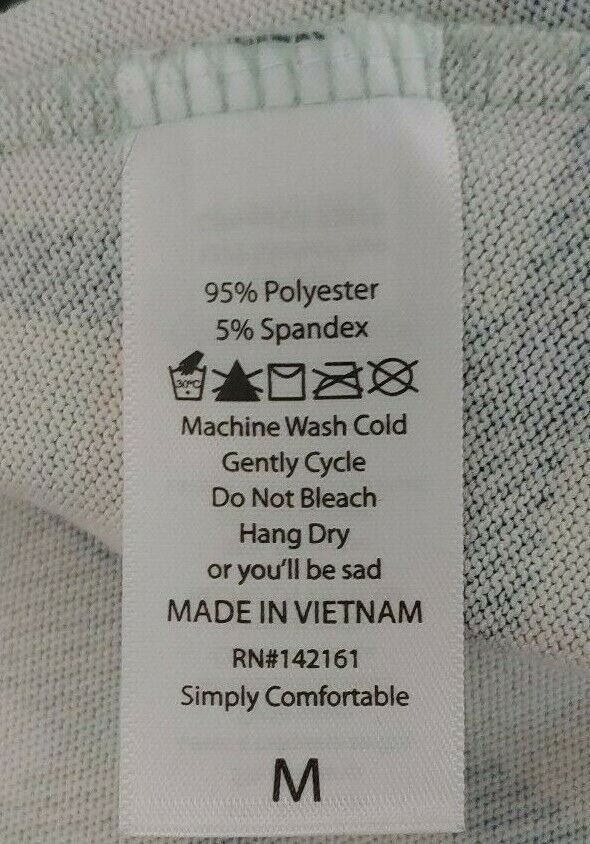 95% Polyester
5% Spandex
30°C
Machine Wash Cold
Gently Cycle
Do Not Bleach
Hang Dry
or you'll be sad
MADE IN VIETNAM
RN#142161
Simply Comfortable
M